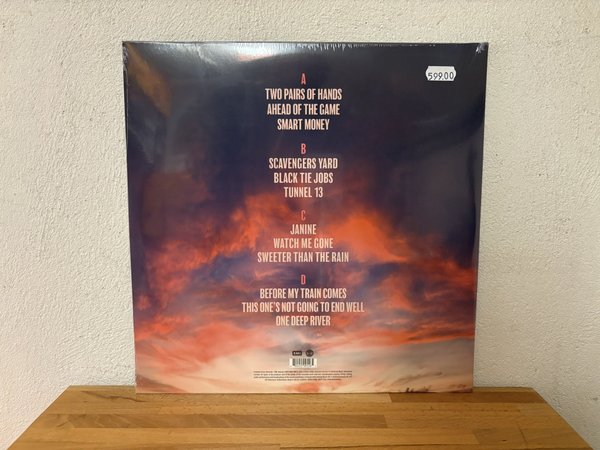 599.00
A
TWO PAIRS OF HANDS
AHEAD OF THE GAME
SMART MONEY
B
SCAVENGERS YARD
BLACK TIE JOBS
TUNNEL 13
C
JANINE
WATCH ME GONE
SWEETER THAN THE RAIN
D
BEFORE MY TRAIN COMES
THIS ONE'S NOT GOING TO END WELL
ONE DEEP RIVER